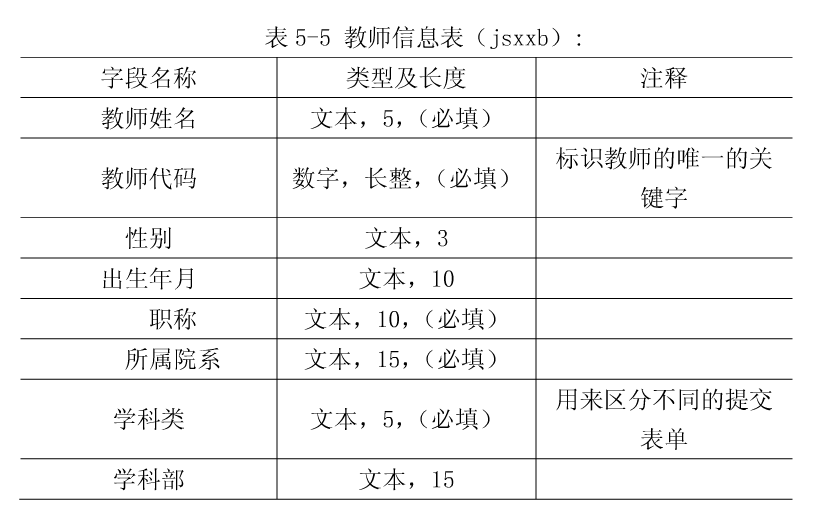 表 5-5 教师信息表（jsxxb）:
字段名称 类型及长度 注释
教师姓名 文本，5，（必填）
教师代码 数字，长整，（必填） 标识教师的唯一的关
键字
性别 文本，3
出生年月 文本，10
职称 文本，10，（必填）
所属院系 文本，15，（必填）
学科类 文本，5，（必填） 用来区分不同的提交
表单
学科部 文本，15